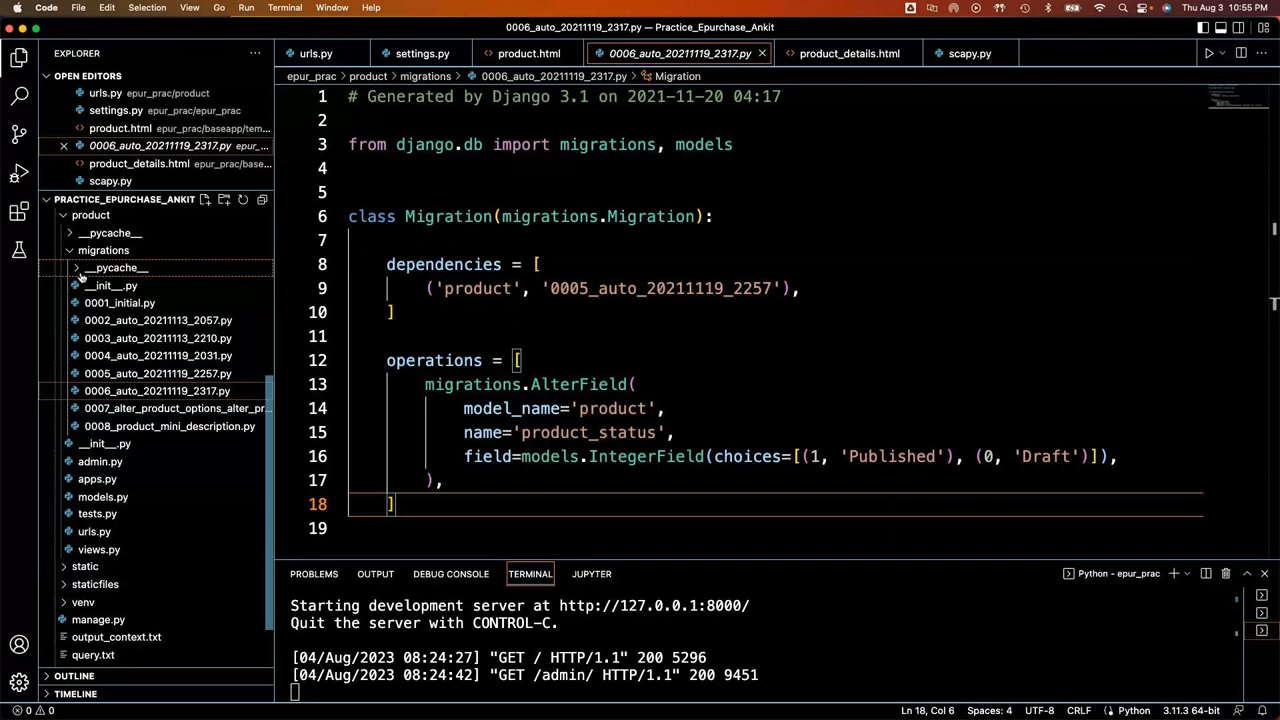 Code File Edit Selection View Go Run Terminal Window Help Thu Aug 3 10:55 PM
0006_auto_20211119_2317.py — Practice_Epurchase_Ankit
EXPLORER
urls.py settings.py product.html 0006_auto_20211119_2317.py product_details.html scapy.py
epur_prac > product > migrations > 0006_auto_20211119_2317.py > Migration
OPEN EDITORS
urls.py epur_prac/product
settings.py epur_prac/epur_prac
product.html epur_prac/baseapp/tem...
0006_auto_20211119_2317.py epur_...
product_details.html epur_prac/base...
scapy.py
PRACTICE_EPURCHASE_ANKIT
product
__pycache__
migrations
__pycache__
__init__.py
0001_initial.py
0002_auto_20211113_2057.py
0003_auto_20211113_2210.py
0004_auto_20211119_2031.py
0005_auto_20211119_2257.py
0006_auto_20211119_2317.py
0007_alter_product_options_alter_pr...
0008_product_mini_description.py
__init__.py
admin.py
apps.py
models.py
tests.py
urls.py
views.py
static
staticfiles
venv
manage.py
output_context.txt
query.txt
OUTLINE
TIMELINE
1 # Generated by Django 3.1 on 2021-11-20 04:17
2
3 from django.db import migrations, models
4
5
6 class Migration(migrations.Migration):
7
8 dependencies = [
9 ('product', '0005_auto_20211119_2257'),
10 ]
11
12 operations = [
13 migrations.AlterField(
14 model_name='product',
15 name='product_status',
16 field=models.IntegerField(choices=[(1, 'Published'), (0, 'Draft')]),
17 ),
18 ]
19
PROBLEMS OUTPUT DEBUG CONSOLE TERMINAL JUPYTER Python - epur_prac
Starting development server at http://127.0.0.1:8000/
Quit the server with CONTROL-C.
[04/Aug/2023 08:24:27] "GET / HTTP/1.1" 200 5296
[04/Aug/2023 08:24:42] "GET /admin/ HTTP/1.1" 200 9451
0 0 Ln 18, Col 6 Spaces: 4 UTF-8 CRLF Python 3.11.3 64-bit